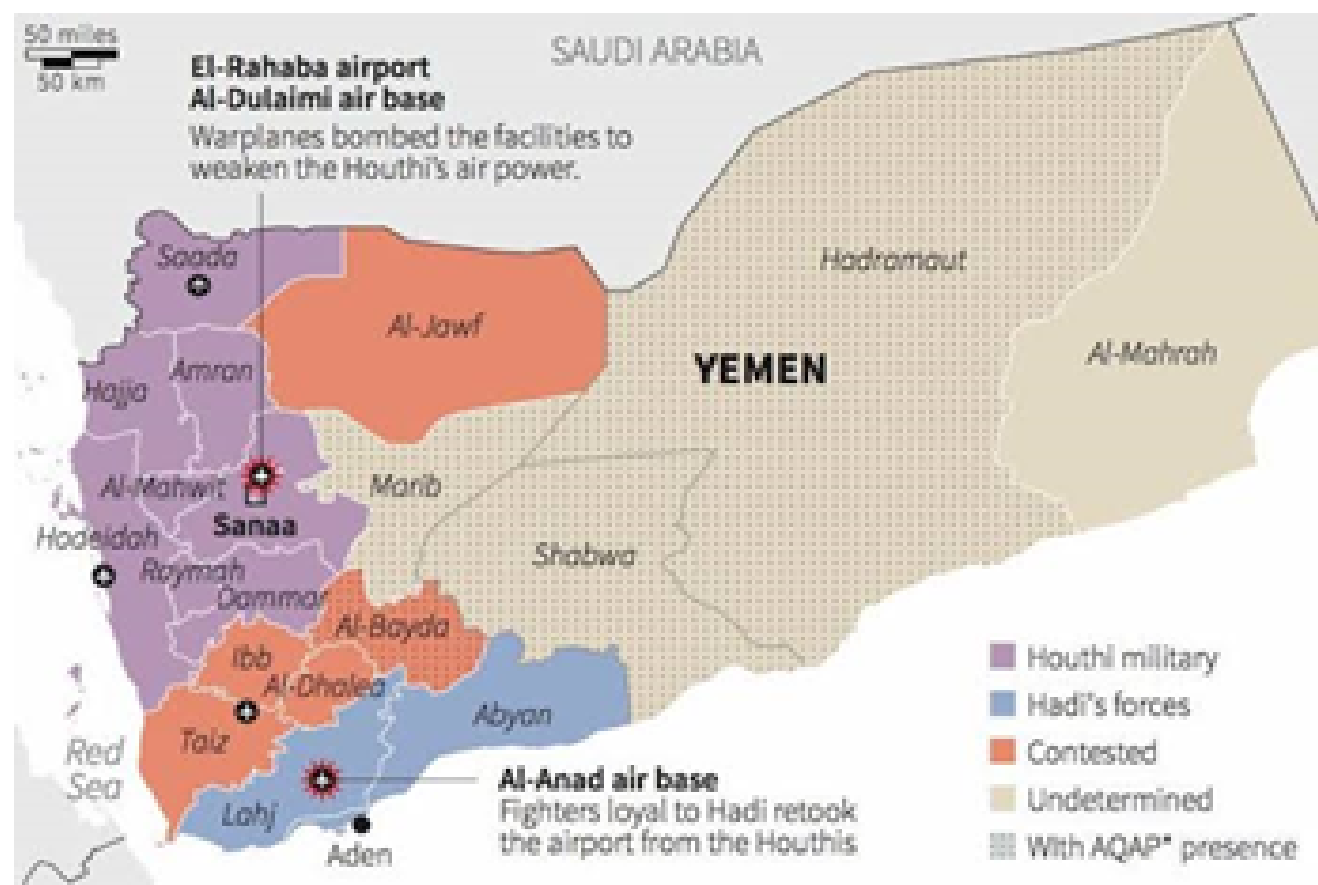 50 miles
50 km
SAUDI ARABIA
El-Rahaba airport
Al-Dulaimi air base
Warplanes bombed the facilities to
weaken the Houthi's air power.
Saada
Hadramaut
Al-Jawf
YEMEN
Al-Mahrah
Amran
Hajja
Al-Mahwit
Marib
Sanaa
Hodeidah
Shabwa
Raymah
Dammar
Al-Bayda
Ibb
Al-Dhalea
Abyan
Taiz
Red
Sea
Lahj
Aden
Al-Anad air base
Fighters loyal to Hadi retook
the airport from the Houthis
Houthi military
Hadi's forces
Contested
Undetermined
With AQAP* presence